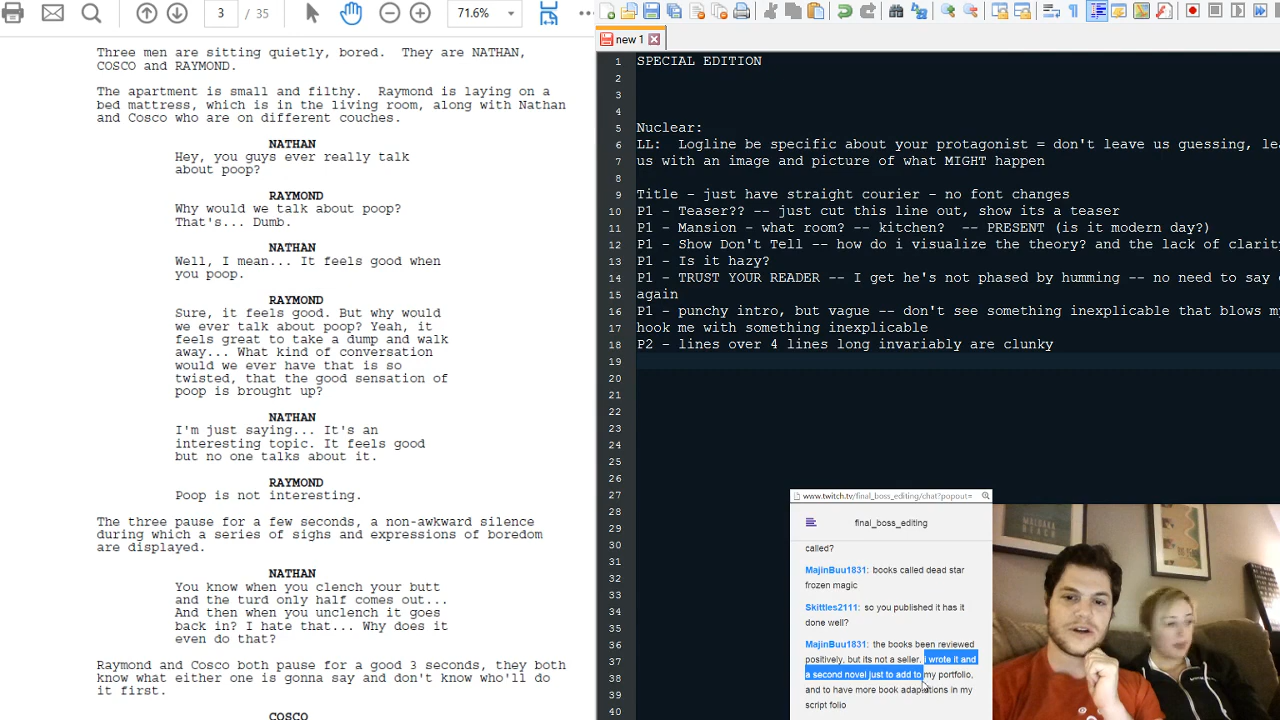 3 / 35
71.6%
Three men are sitting quietly, bored. They are NATHAN,
COSCO and RAYMOND.
The apartment is small and filthy. Raymond is laying on a
bed mattress, which is in the living room, along with Nathan
and Cosco who are on different couches.
NATHAN
Hey, you guys ever really talk
about poop?
RAYMOND
Why would we talk about poop?
That's... Dumb.
NATHAN
Well, I mean... It feels good when
you poop.
RAYMOND
Sure, it feels good. But why would
we ever talk about poop? Yeah, it
feels great to take a dump and walk
away... What kind of conversation
would we ever have that is so
twisted, that the good sensation of
poop is brought up?
NATHAN
I'm just saying... It's an
interesting topic. It feels good
but no one talks about it.
RAYMOND
Poop is not interesting.
The three pause for a few seconds, a non-awkward silence
during which a series of sighs and expressions of boredom
are displayed.
NATHAN
You know when you clench your butt
and the turd only half comes out...
And then when you unclench it goes
back in? I hate that... Why does it
even do that?
Raymond and Cosco both pause for a good 3 seconds, they both
know what either one is gonna say and don't know who'll do
it first.
COSCO
new 1
1 SPECIAL EDITION
2
3
4
5 Nuclear:
6 LL: Logline be specific about your protagonist = don't leave us guessing, lea
7 us with an image and picture of what MIGHT happen
8
9 Title - just have straight courier - no font changes
10 P1 - Teaser?? -- just cut this line out, show its a teaser
11 P1 - Mansion - what room? -- kitchen? -- PRESENT (is it modern day?)
12 P1 - Show Don't Tell -- how do i visualize the theory? and the lack of clarit
13 P1 - Is it hazy?
14 P1 - TRUST YOUR READER -- I get he's not phased by humming -- no need to say
15 again
16 P1 - punchy intro, but vague -- don't see something inexplicable that blows m
17 hook me with something inexplicable
18 P2 - lines over 4 lines long invariably are clunky
19
20
21
22
23
24
25
26
27
28
29
30
31
32
33
34
35
36
37
38
39
40
www.twitch.tv/final_boss_editing/chat?popout=
final_boss_editing
called?
MajinBuu1831: books called dead star
frozen magic
Skittles2111: so you published it has it
done well?
MajinBuu1831: the books been reviewed
positively, but its not a seller. i wrote it and
a second novel just to add to my portfolio,
and to have more book adaptations in my
script folio